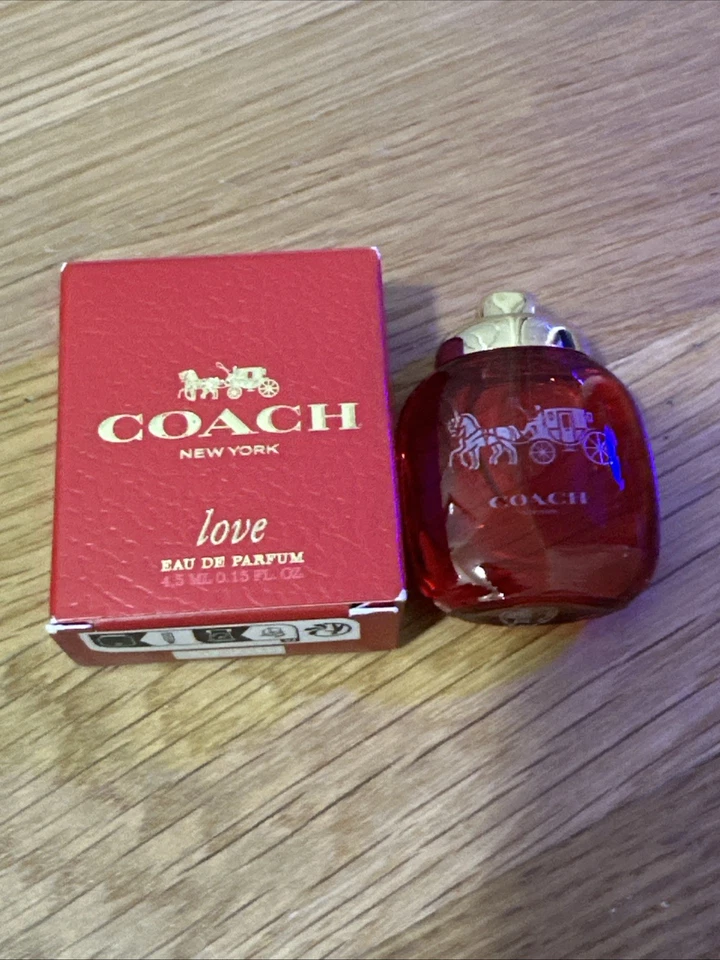 COACH
NEW YORK
love
EAU DE PARFUM
4.5 ML 0.15 FL. OZ.
COACH